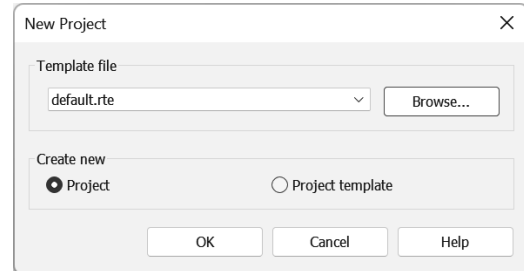 New Project
Template file
default.rte
Browse...
Create new
Project Project template
OK Cancel Help